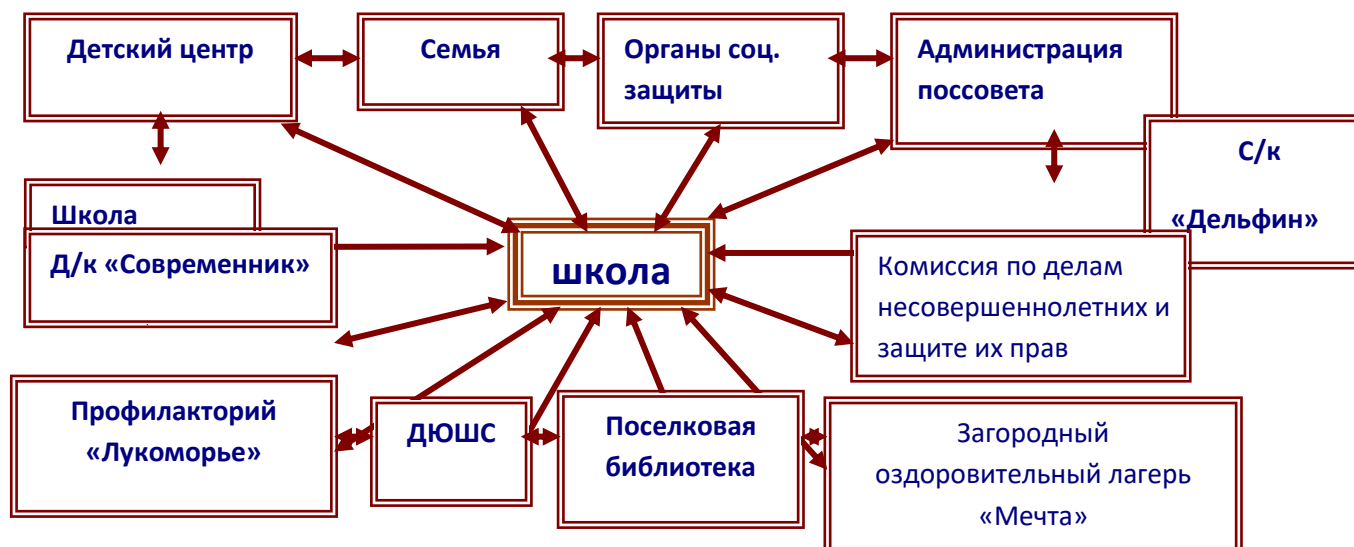 Детский центр
Семья
Органы соц.
защиты
Администрация
поссовета
С/к
«Дельфин»
Школа
Д/к «Современник»
школа
Комиссия по делам
несовершеннолетних и
защите их прав
Профилакторий
«Лукоморье»
ДЮШС
Поселковая
библиотека
Загородный
оздоровительный лагерь
«Мечта»